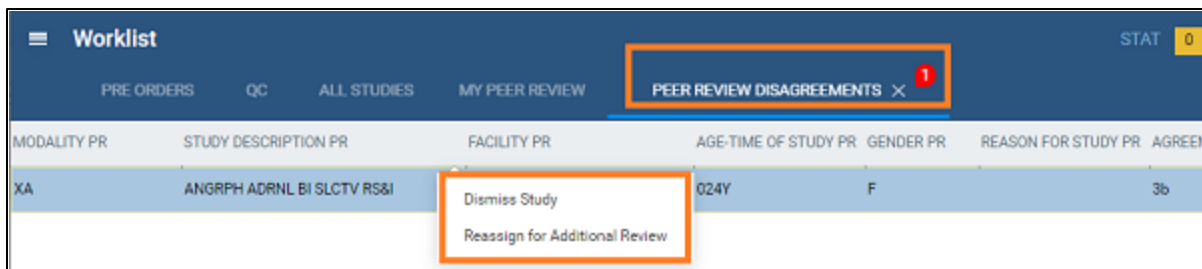 Worklist
STAT 0
PRE ORDERS QC ALL STUDIES MY PEER REVIEW PEER REVIEW DISAGREEMENTS × 1
MODALITY PR STUDY DESCRIPTION PR FACILITY PR AGE-TIME OF STUDY PR GENDER PR REASON FOR STUDY PR AGREEM
XA ANGRPH ADRNL BI SLCTV RS&I 024Y F 3b
Dismiss Study
Reassign for Additional Review